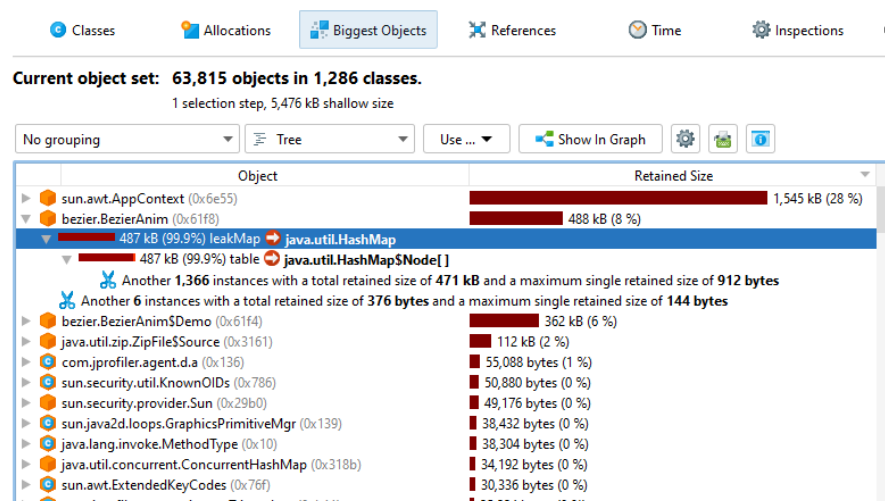 Classes Allocations Biggest Objects References Time Inspections
Current object set: 63,815 objects in 1,286 classes.
1 selection step, 5,476 kB shallow size
No grouping Tree Use ... Show In Graph
Object Retained Size
sun.awt.AppContext (0x6e55) 1,545 kB (28 %)
bezier.BezierAnim (0x61f8) 488 kB (8 %)
487 kB (99.9%) leakMap java.util.HashMap
487 kB (99.9%) table java.util.HashMap$Node[ ]
Another 1,366 instances with a total retained size of 471 kB and a maximum single retained size of 912 bytes
Another 6 instances with a total retained size of 376 bytes and a maximum single retained size of 144 bytes
bezier.BezierAnim$Demo (0x61f4) 362 kB (6 %)
java.util.zip.ZipFile$Source (0x3161) 112 kB (2 %)
com.jprofiler.agent.d.a (0x136) 55,088 bytes (1 %)
sun.security.util.KnownOIDs (0x786) 50,880 bytes (0 %)
sun.security.provider.Sun (0x29b0) 49,176 bytes (0 %)
sun.java2d.loops.GraphicsPrimitiveMgr (0x139) 38,432 bytes (0 %)
java.lang.invoke.MethodType (0x10) 38,304 bytes (0 %)
java.util.concurrent.ConcurrentHashMap (0x318b) 34,192 bytes (0 %)
sun.awt.ExtendedKeyCodes (0x76f) 30,336 bytes (0 %)